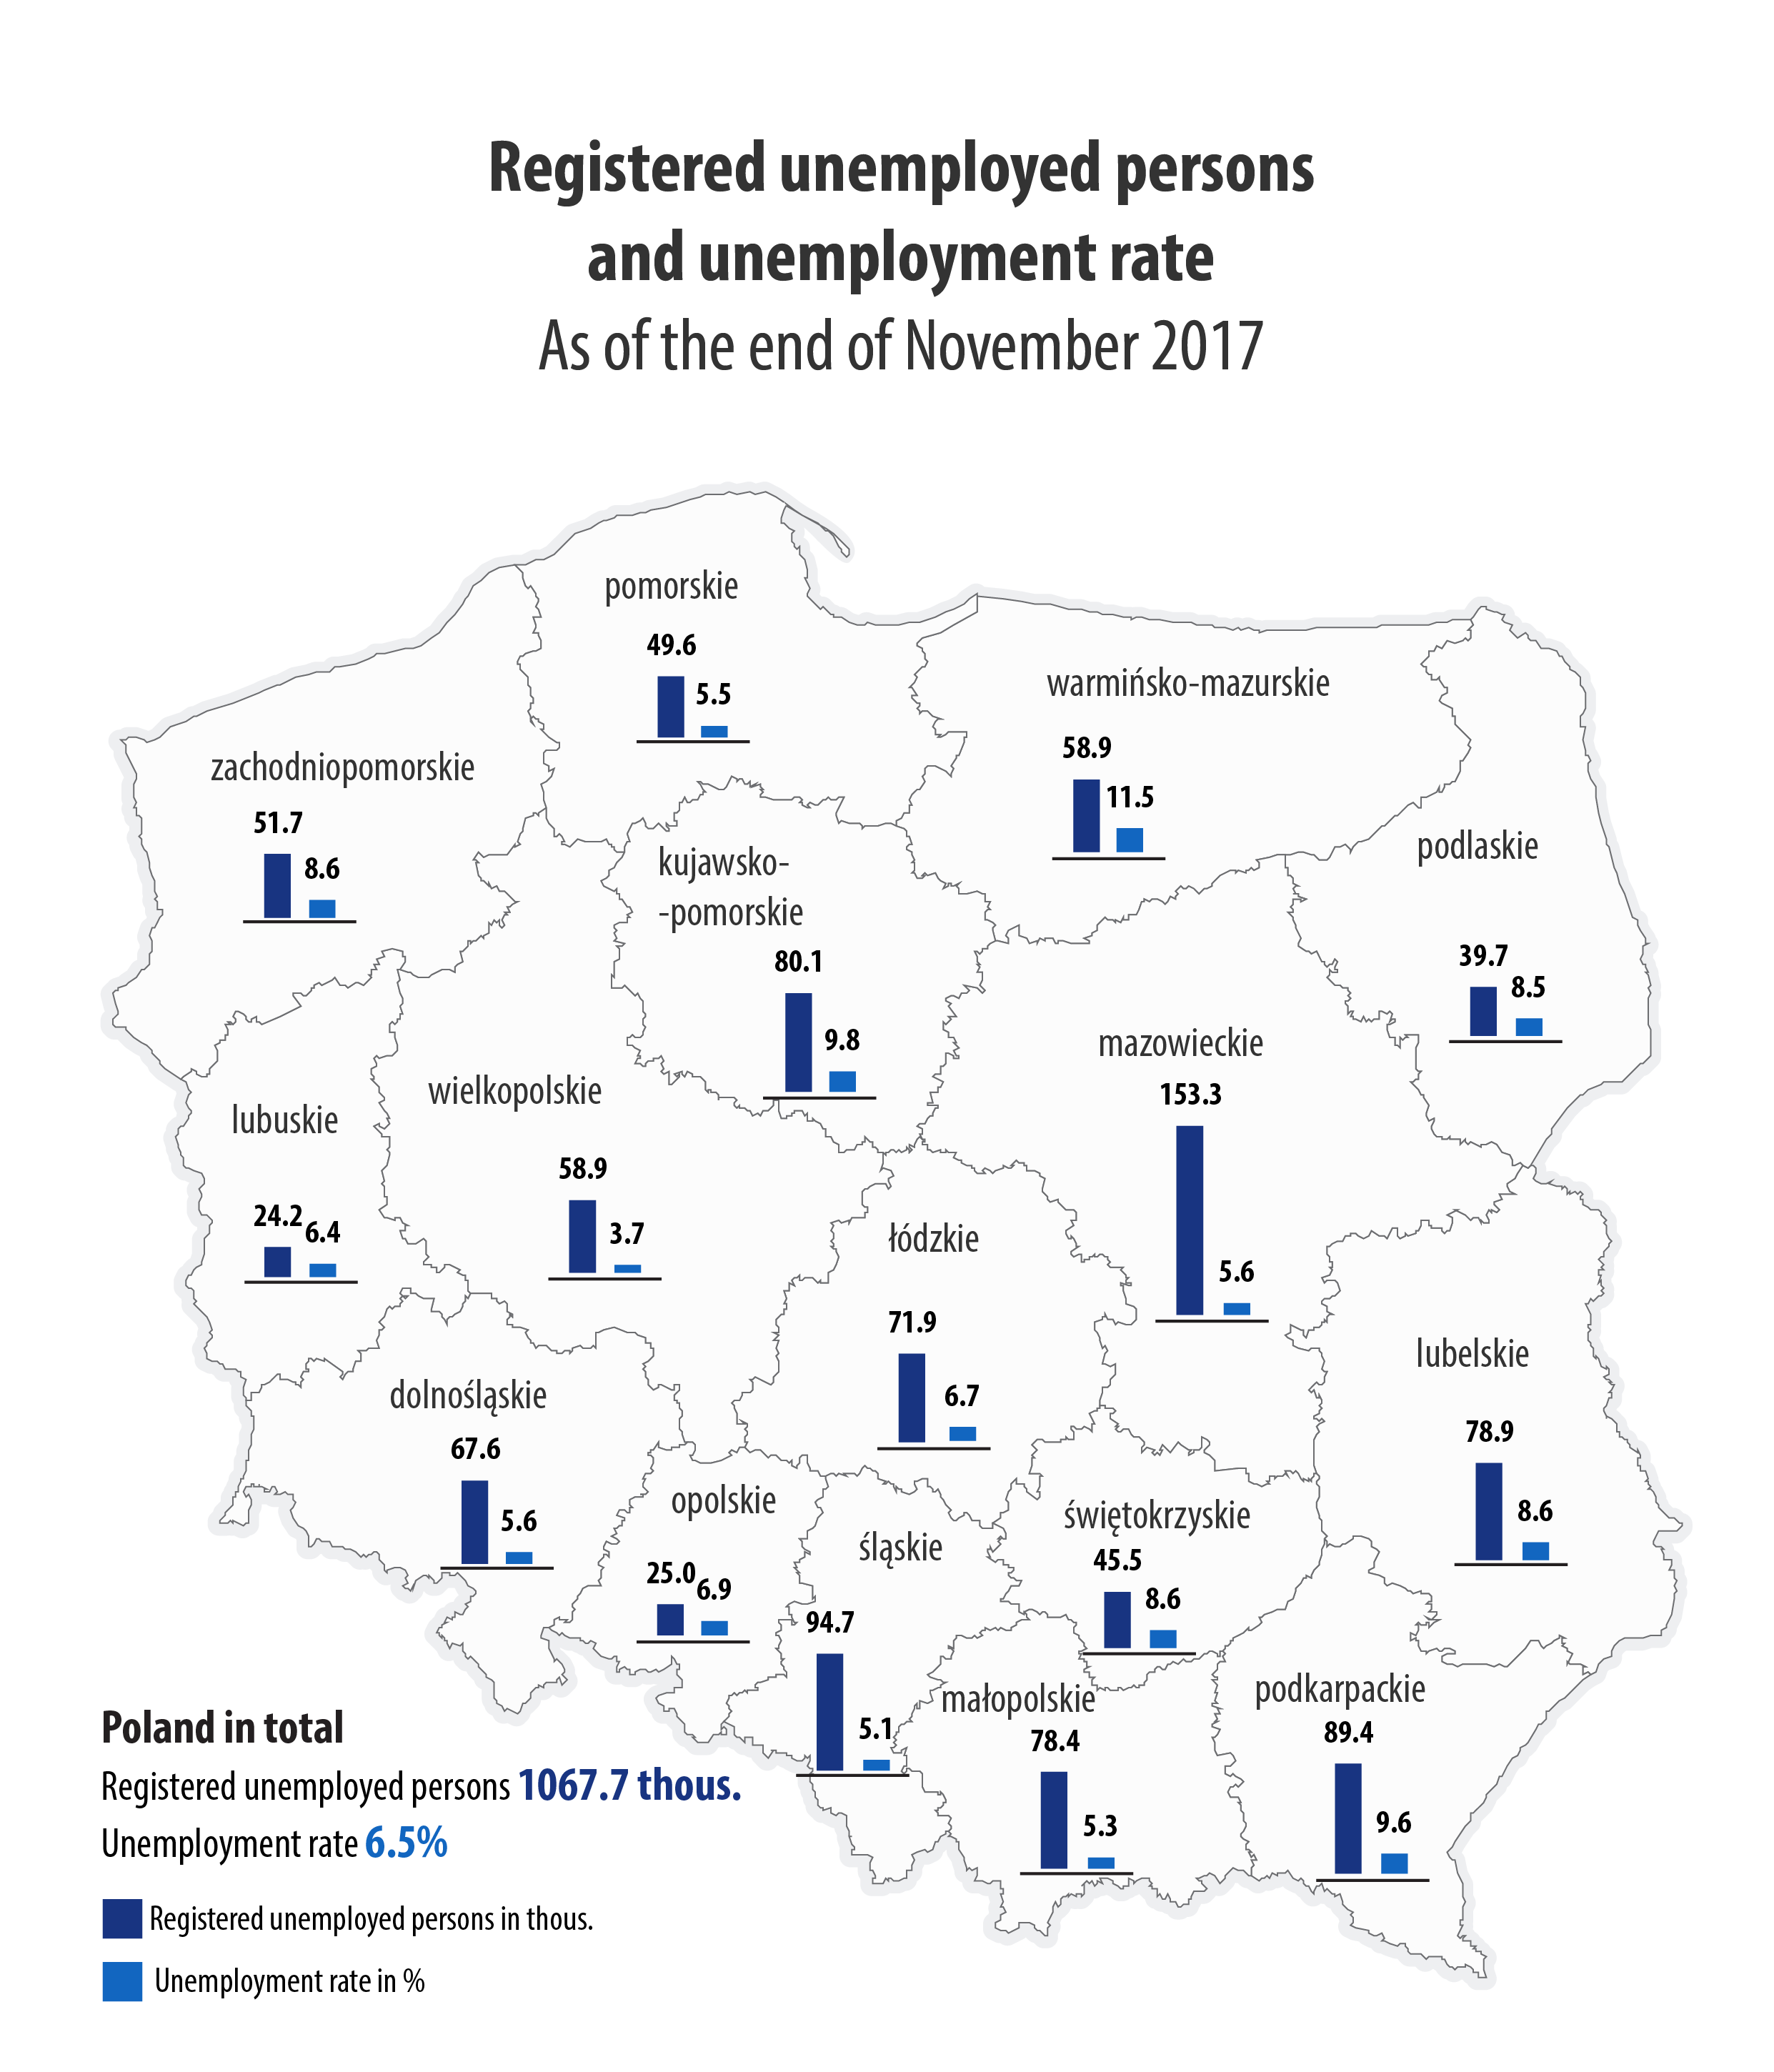 Registered unemployed persons
and unemployment rate
As of the end of November 2017
pomorskie
49.6
5.5
warmińsko-mazurskie
58.9
11.5
zachodniopomorskie
51.7
8.6
kujawsko-
-pomorskie
80.1
9.8
podlaskie
39.7
8.5
mazowieckie
153.3
5.6
wielkopolskie
58.9
3.7
lubuskie
24.2
6.4
łódzkie
71.9
6.7
lubelskie
78.9
8.6
dolnośląskie
67.6
5.6
opolskie
25.0
6.9
śląskie
94.7
5.1
świętokrzyskie
45.5
8.6
małopolskie
78.4
5.3
podkarpackie
89.4
9.6
Poland in total
Registered unemployed persons 1067.7 thous.
Unemployment rate 6.5%
Registered unemployed persons in thous.
Unemployment rate in %